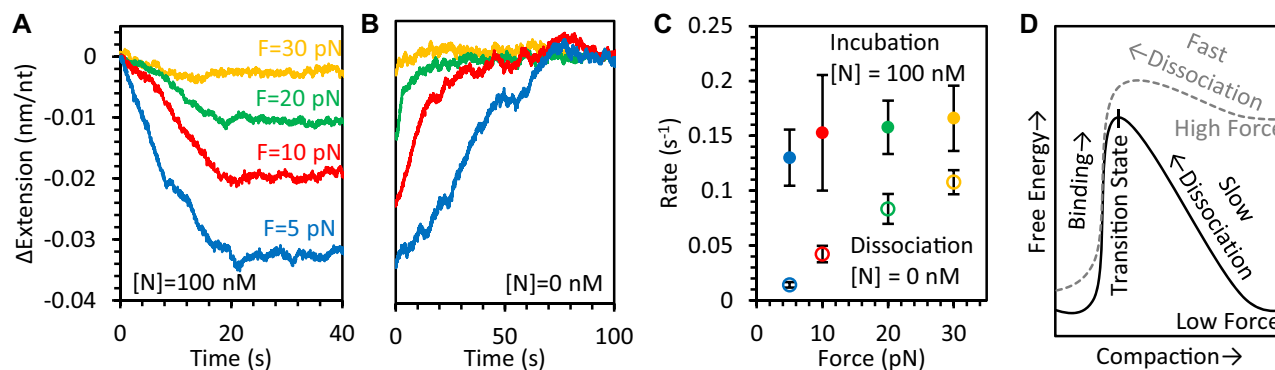 A
ΔExtension (nm/nt)
0
-0.01
-0.02
-0.03
-0.04
F=30 pN
F=20 pN
F=10 pN
F=5 pN
[N]=100 nM
0
20
40
Time (s)
B
[N]=0 nM
0
50
100
Time (s)
C
Rate (s⁻¹)
0.25
0.2
0.15
0.1
0.05
0
Incubation
[N] = 100 nM
Dissociation
[N] = 0 nM
0
10
20
30
Force (pN)
D
Free Energy→
Fast
←Dissociation
High Force
Binding→
Transition State
Slow
←Dissociation
Low Force
Compaction→